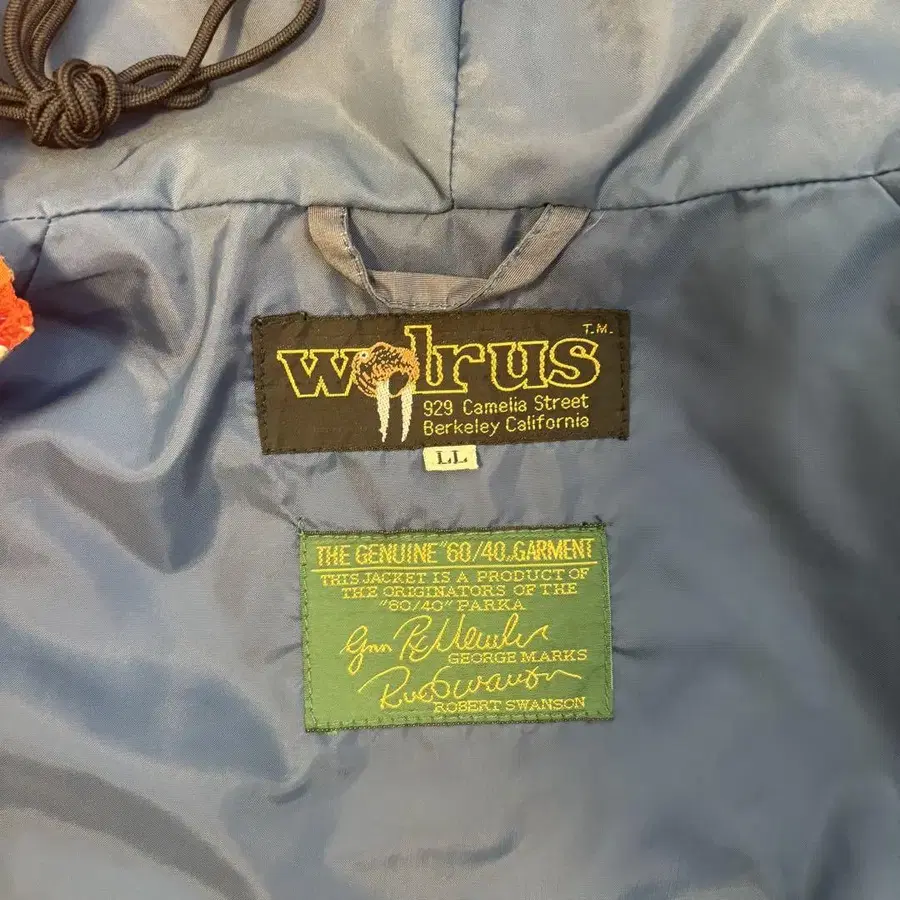 walrus T.M.
929 Camelia Street
Berkeley California
LL
THE GENUINE "60/40" GARMENT
THIS JACKET IS A PRODUCT OF
THE ORIGINATORS OF THE
"60/40" PARKA
GEORGE MARKS
ROBERT SWANSON